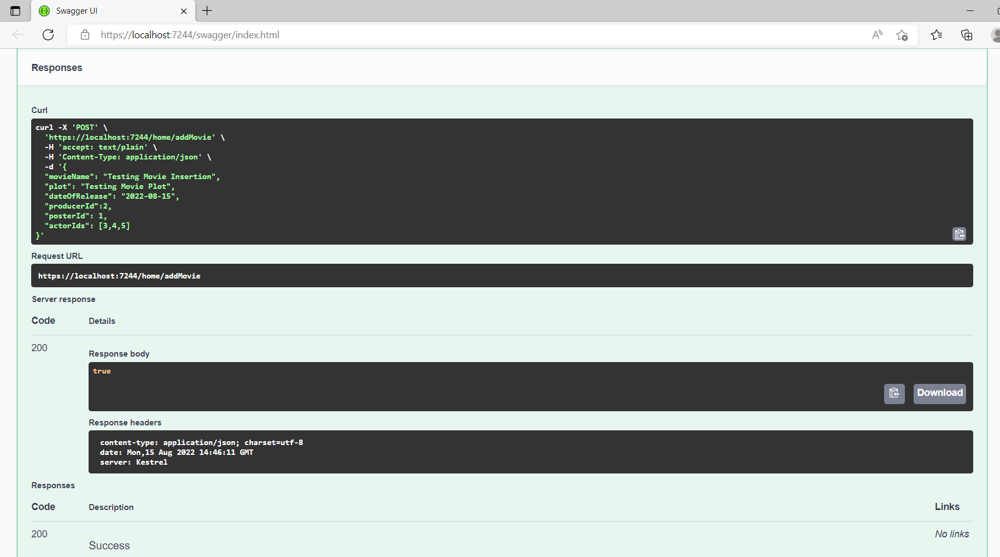 Swagger UI
https://localhost:7244/swagger/index.html
Responses
Curl
curl -X 'POST' \
'https://localhost:7244/home/addMovie' \
-H 'accept: text/plain' \
-H 'Content-Type: application/json' \
-d '{
"movieName": "Testing Movie Insertion",
"plot": "Testing Movie Plot",
"dateOfRelease": "2022-08-15",
"producerId":2,
"posterId": 1,
"actorIds": [3,4,5]
}'
Request URL
https://localhost:7244/home/addMovie
Server response
Code Details
200
Response body
true
Download
Response headers
content-type: application/json; charset=utf-8
date: Mon,15 Aug 2022 14:46:11 GMT
server: Kestrel
Responses
Code Description Links
200 No links
Success